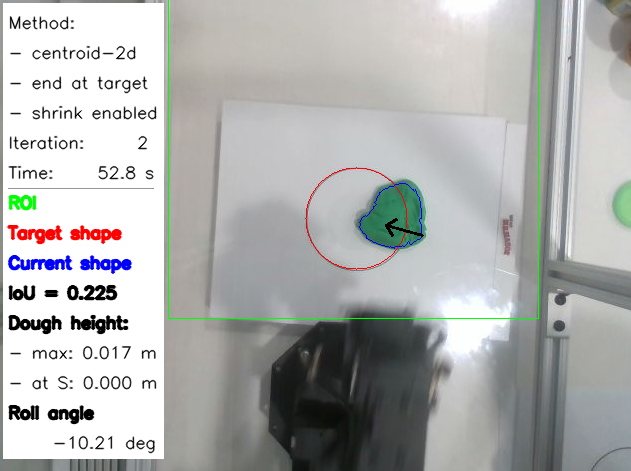 Method:
- centroid-2d
- end at target
- shrink enabled
Iteration: 2
Time: 52.8 s
ROI
Target shape
Current shape
IoU = 0.225
Dough height:
- max: 0.017 m
- at S: 0.000 m
Roll angle
-10.21 deg